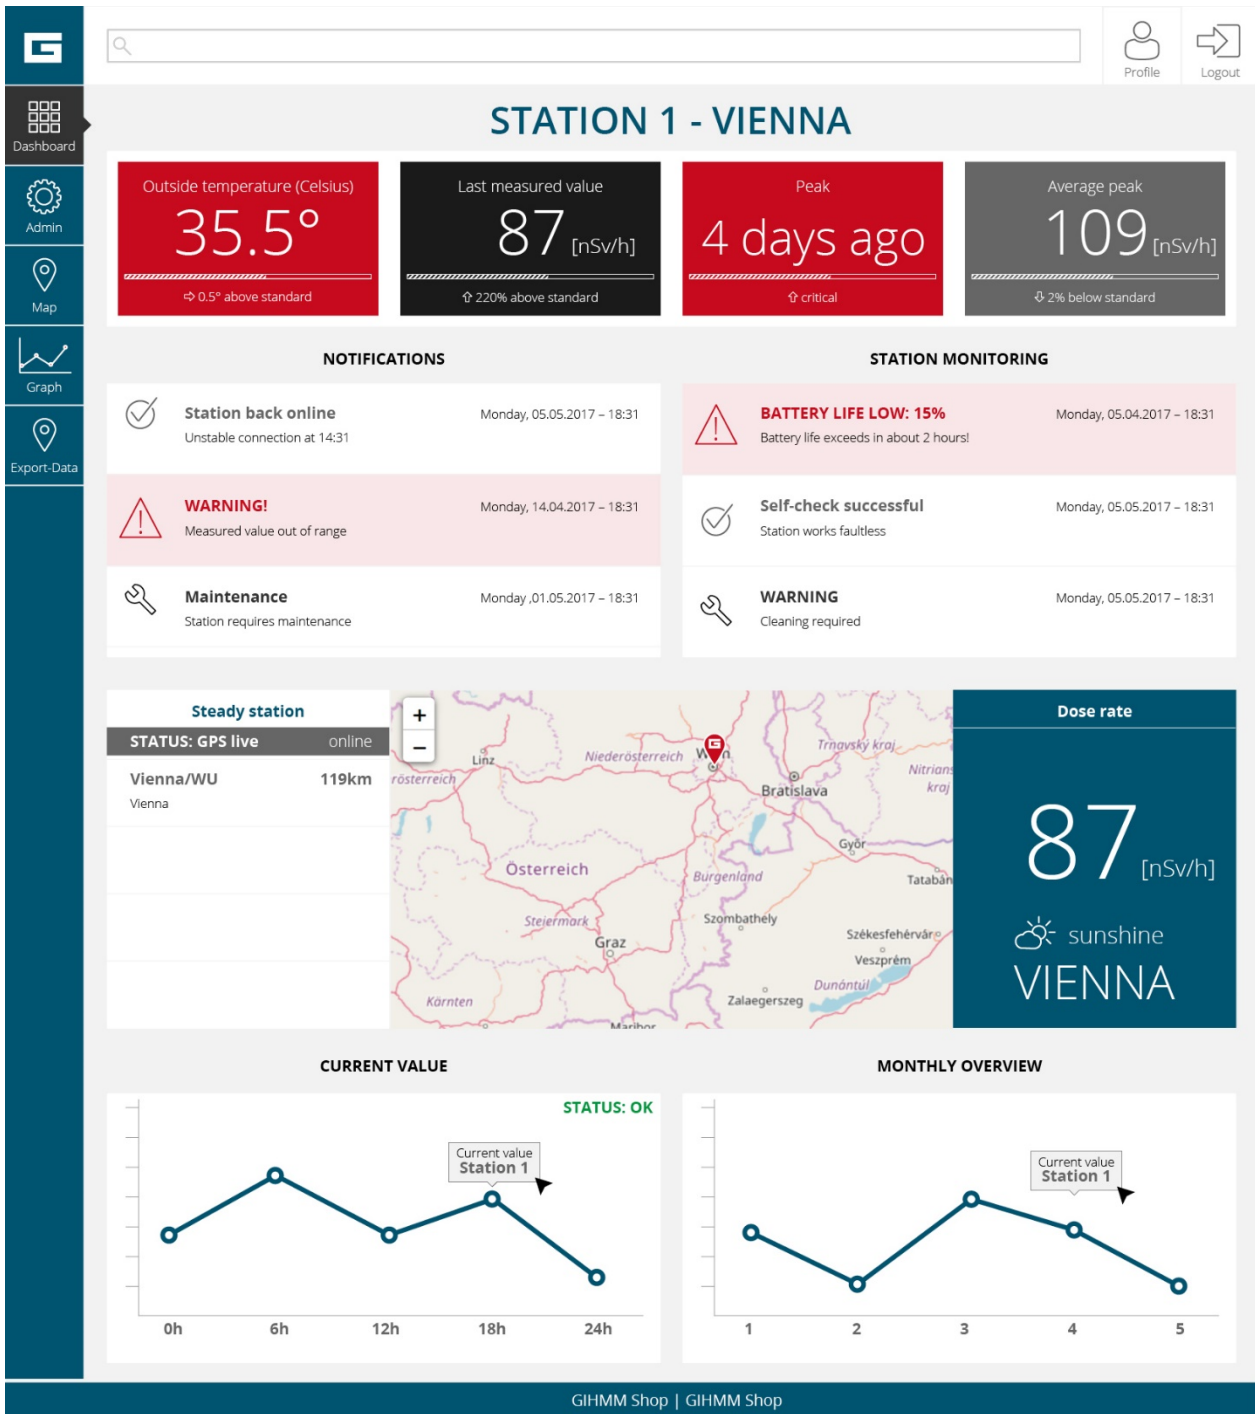 G
Profile
Logout
Dashboard
Admin
Map
Graph
Export-Data
STATION 1 - VIENNA
Outside temperature (Celsius)
35.5°
0.5° above standard
Last measured value
87 [nSv/h]
220% above standard
Peak
4 days ago
critical
Average peak
109 [nSv/h]
2% below standard
NOTIFICATIONS
Station back online Monday, 05.05.2017 – 18:31
Unstable connection at 14:31
WARNING! Monday, 14.04.2017 – 18:31
Measured value out of range
Maintenance Monday ,01.05.2017 – 18:31
Station requires maintenance
STATION MONITORING
BATTERY LIFE LOW: 15% Monday, 05.04.2017 – 18:31
Battery life exceeds in about 2 hours!
Self-check successful Monday, 05.05.2017 – 18:31
Station works faultless
WARNING Monday, 05.05.2017 – 18:31
Cleaning required
Steady station
STATUS: GPS live online
Vienna/WU 119km
Vienna
+
−
Linz
Niederösterreich
G
Trnavský kraj
rösterreich
Nitrians
kraj
Bratislava
Győr
Österreich
Burgenland
Tatabán
Steiermark
Szombathely
Graz
Székesfehérvár
Veszprém
Dunántúl
Kärnten
Zalaegerszeg
Maribor
Dose rate
87 [nSv/h]
sunshine
VIENNA
CURRENT VALUE
STATUS: OK
Current value
Station 1
0h 6h 12h 18h 24h
MONTHLY OVERVIEW
Current value
Station 1
1 2 3 4 5
GIHMM Shop | GIHMM Shop